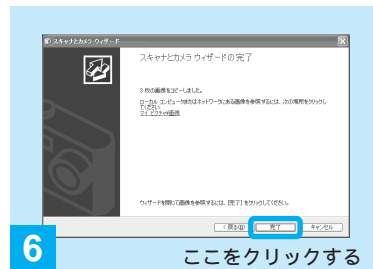 スキャナとカメラ ウィザード
スキャナとカメラ ウィザードの完了
3 枚の画像をコピーしました。
ローカル コンピュータまたはネットワークにある画像を参照するには、次の場所をクリックし
てください:
マイ ピクチャ\画像
ウィザードを閉じて画像を参照するには、[完了] をクリックしてください。
< 戻る(B)
完了
キャンセル
6
ここをクリックする